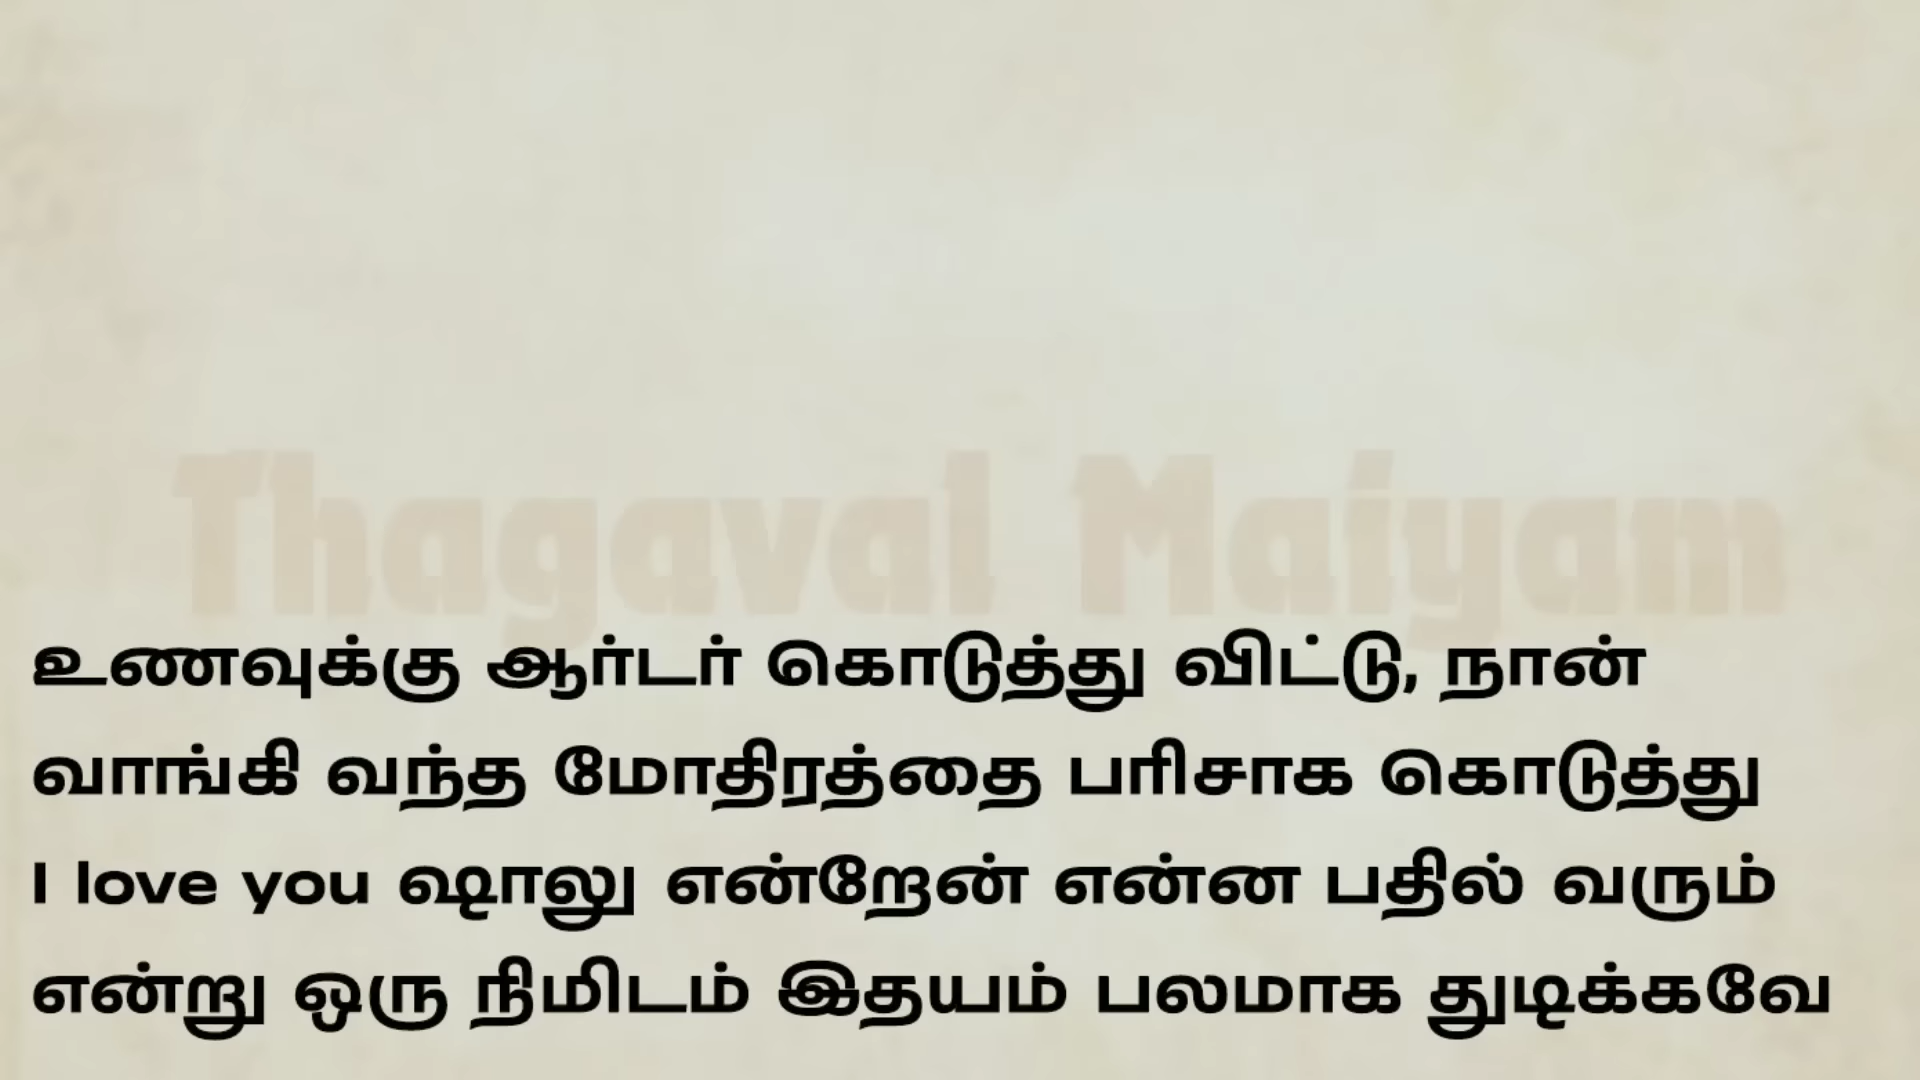 Thagaval Maiyam
உணவுக்கு ஆர்டர் கொடுத்து விட்டு, நான்
வாங்கி வந்த மோதிரத்தை பரிசாக கொடுத்து
I love you ஷாலு என்றேன் என்ன பதில் வரும்
என்று ஒரு நிமிடம் இதயம் பலமாக துடிக்கவே